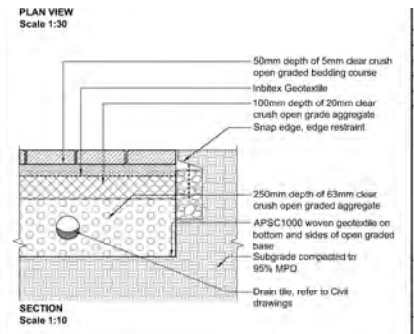 PLAN VIEW
Scale 1:30
50mm depth of 5mm clear crush
open graded bedding course
Inbitex Geotextile
100mm depth of 20mm clear
crush open grade aggregate
Snap edge, edge restraint
250mm depth of 63mm clear
crush open graded aggregate
APSC1000 woven geotextile on
bottom and sides of open graded
base
Subgrade compacted to
95% MPD
Drain tile, refer to Civil
drawings
SECTION
Scale 1:10